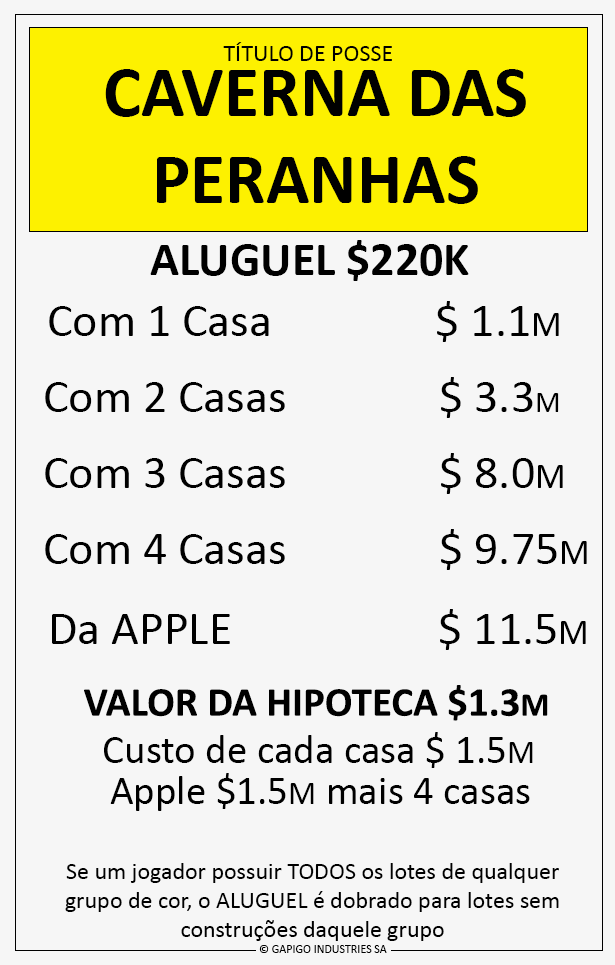 TÍTULO DE POSSE
CAVERNA DAS
PERANHAS
ALUGUEL $220K
Com 1 Casa $ 1.1M
Com 2 Casas $ 3.3M
Com 3 Casas $ 8.0M
Com 4 Casas $ 9.75M
Da APPLE $ 11.5M
VALOR DA HIPOTECA $1.3M
Custo de cada casa $ 1.5M
Apple $1.5M mais 4 casas
Se um jogador possuir TODOS os lotes de qualquer
grupo de cor, o ALUGUEL é dobrado para lotes sem
construções daquele grupo
© GAPIGO INDUSTRIES SA